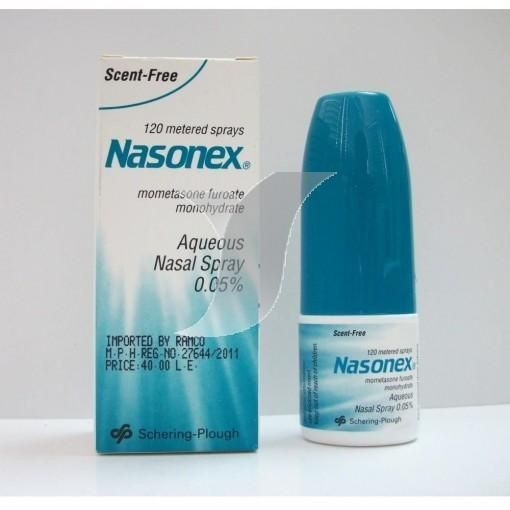 Scent-Free
120 metered sprays
Nasonex®
mometasone furoate
monohydrate
Aqueous
Nasal Spray
0.05%
IMPORTED BY RAMCO
M.P.H.REG.NO.27644/2011
PRICE:40.00 L.E.
Schering-Plough
Scent-Free
120 metered sprays
Nasonex®
mometasone furoate
monohydrate
Aqueous
Nasal Spray 0.05%
Schering-Plough